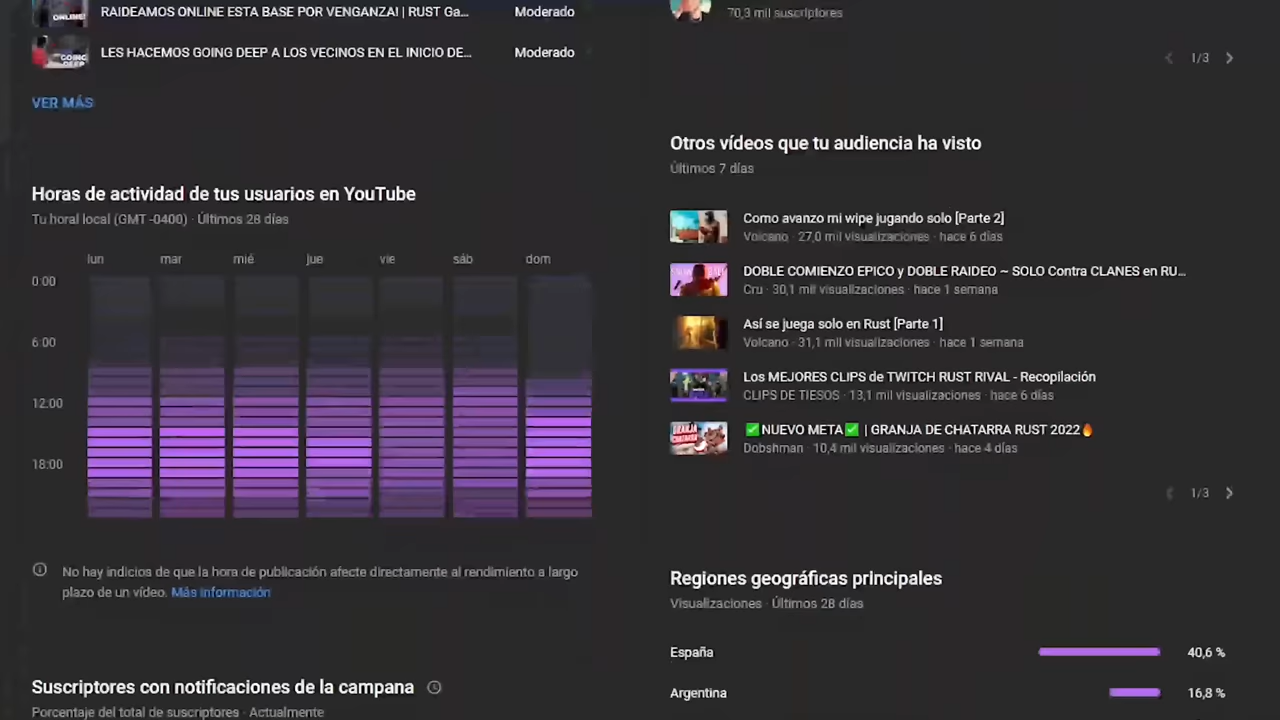 RAIDEAMOS ONLINE ESTA BASE POR VENGANZA! | RUST Ga... Moderado
LES HACEMOS GOING DEEP A LOS VECINOS EN EL INICIO DE... Moderado
VER MÁS
Horas de actividad de tus usuarios en YouTube
Tu horal local (GMT -0400) · Últimos 28 días
lun mar mié jue vie sáb dom
0:00
6:00
12:00
18:00
No hay indicios de que la hora de publicación afecte directamente al rendimiento a largo
plazo de un vídeo. Más información
Suscriptores con notificaciones de la campana
Porcentaje del total de suscriptores · Actualmente
70,3 mil suscriptores
1/3
Otros vídeos que tu audiencia ha visto
Últimos 7 días
Como avanzo mi wipe jugando solo [Parte 2]
Volcano · 27,0 mil visualizaciones · hace 6 días
DOBLE COMIENZO EPICO y DOBLE RAIDEO ~ SOLO Contra CLANES en RU...
Cru · 30,1 mil visualizaciones · hace 1 semana
Así se juega solo en Rust [Parte 1]
Volcano · 31,1 mil visualizaciones · hace 1 semana
Los MEJORES CLIPS de TWITCH RUST RIVAL - Recopilación
CLIPS DE TIESOS · 13,1 mil visualizaciones · hace 6 días
✅NUEVO META✅ | GRANJA DE CHATARRA RUST 2022🔥
Dobshman · 10,4 mil visualizaciones · hace 4 días
1/3
Regiones geográficas principales
Visualizaciones · Últimos 28 días
España 40,6 %
Argentina 16,8 %